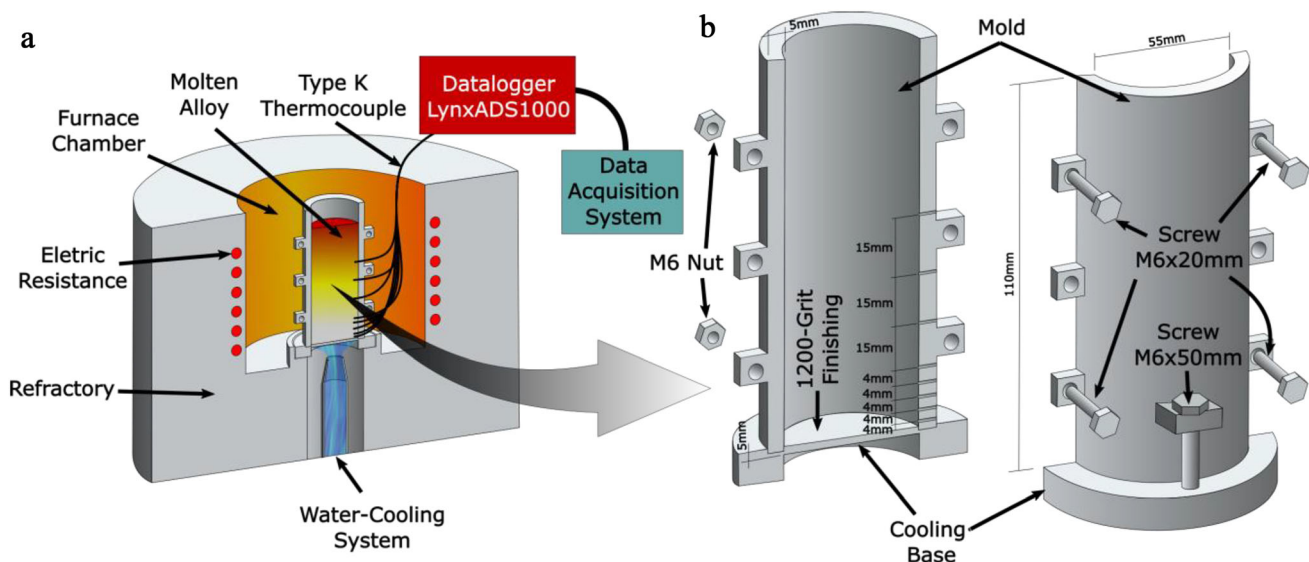 a
Molten
Alloy
Type K
Thermocouple
Datalogger
LynxADS1000
Furnace
Chamber
Data
Acquisition
System
Eletric
Resistance
Refractory
Water-Cooling
System
b
5mm
Mold
55mm
M6 Nut
15mm
15mm
15mm
1200-Grit
Finishing
4mm
4mm
4mm
4mm
5mm
110mm
Screw
M6x20mm
Screw
M6x50mm
Cooling
Base